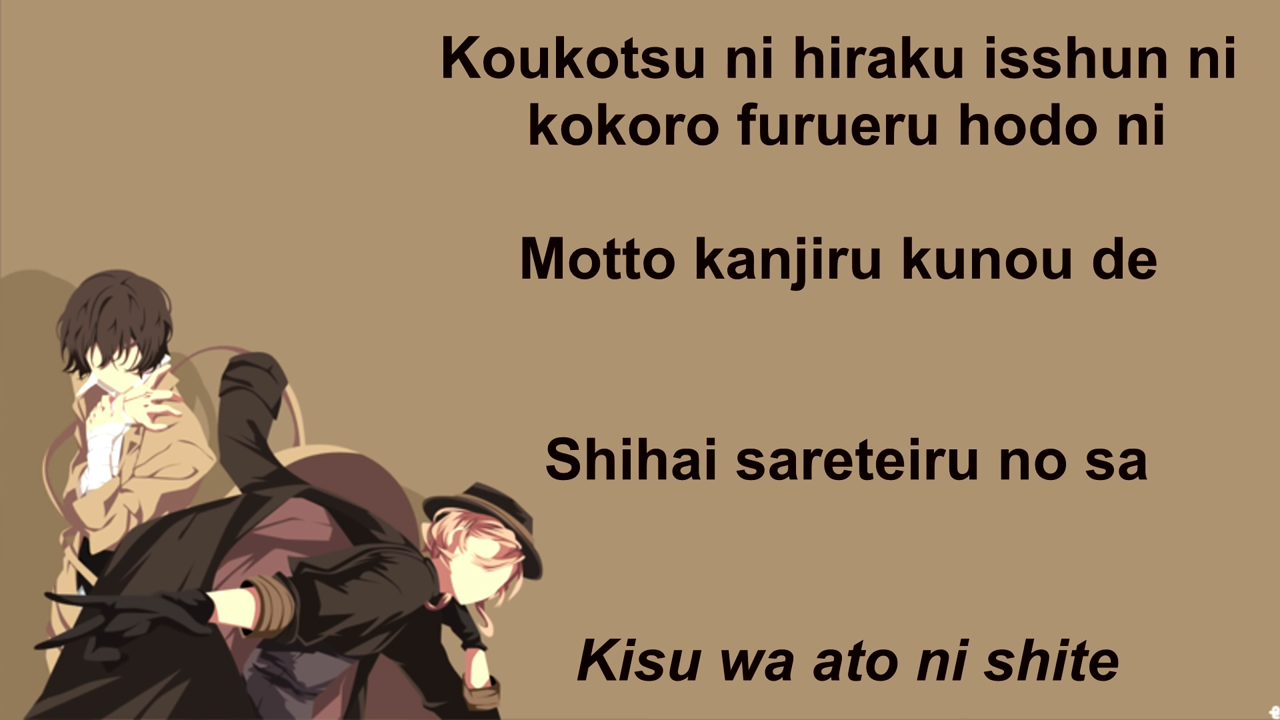 Koukotsu ni hiraku isshun ni
kokoro furueru hodo ni
Motto kanjiru kunou de
Shihai sareteiru no sa
Kisu wa ato ni shite